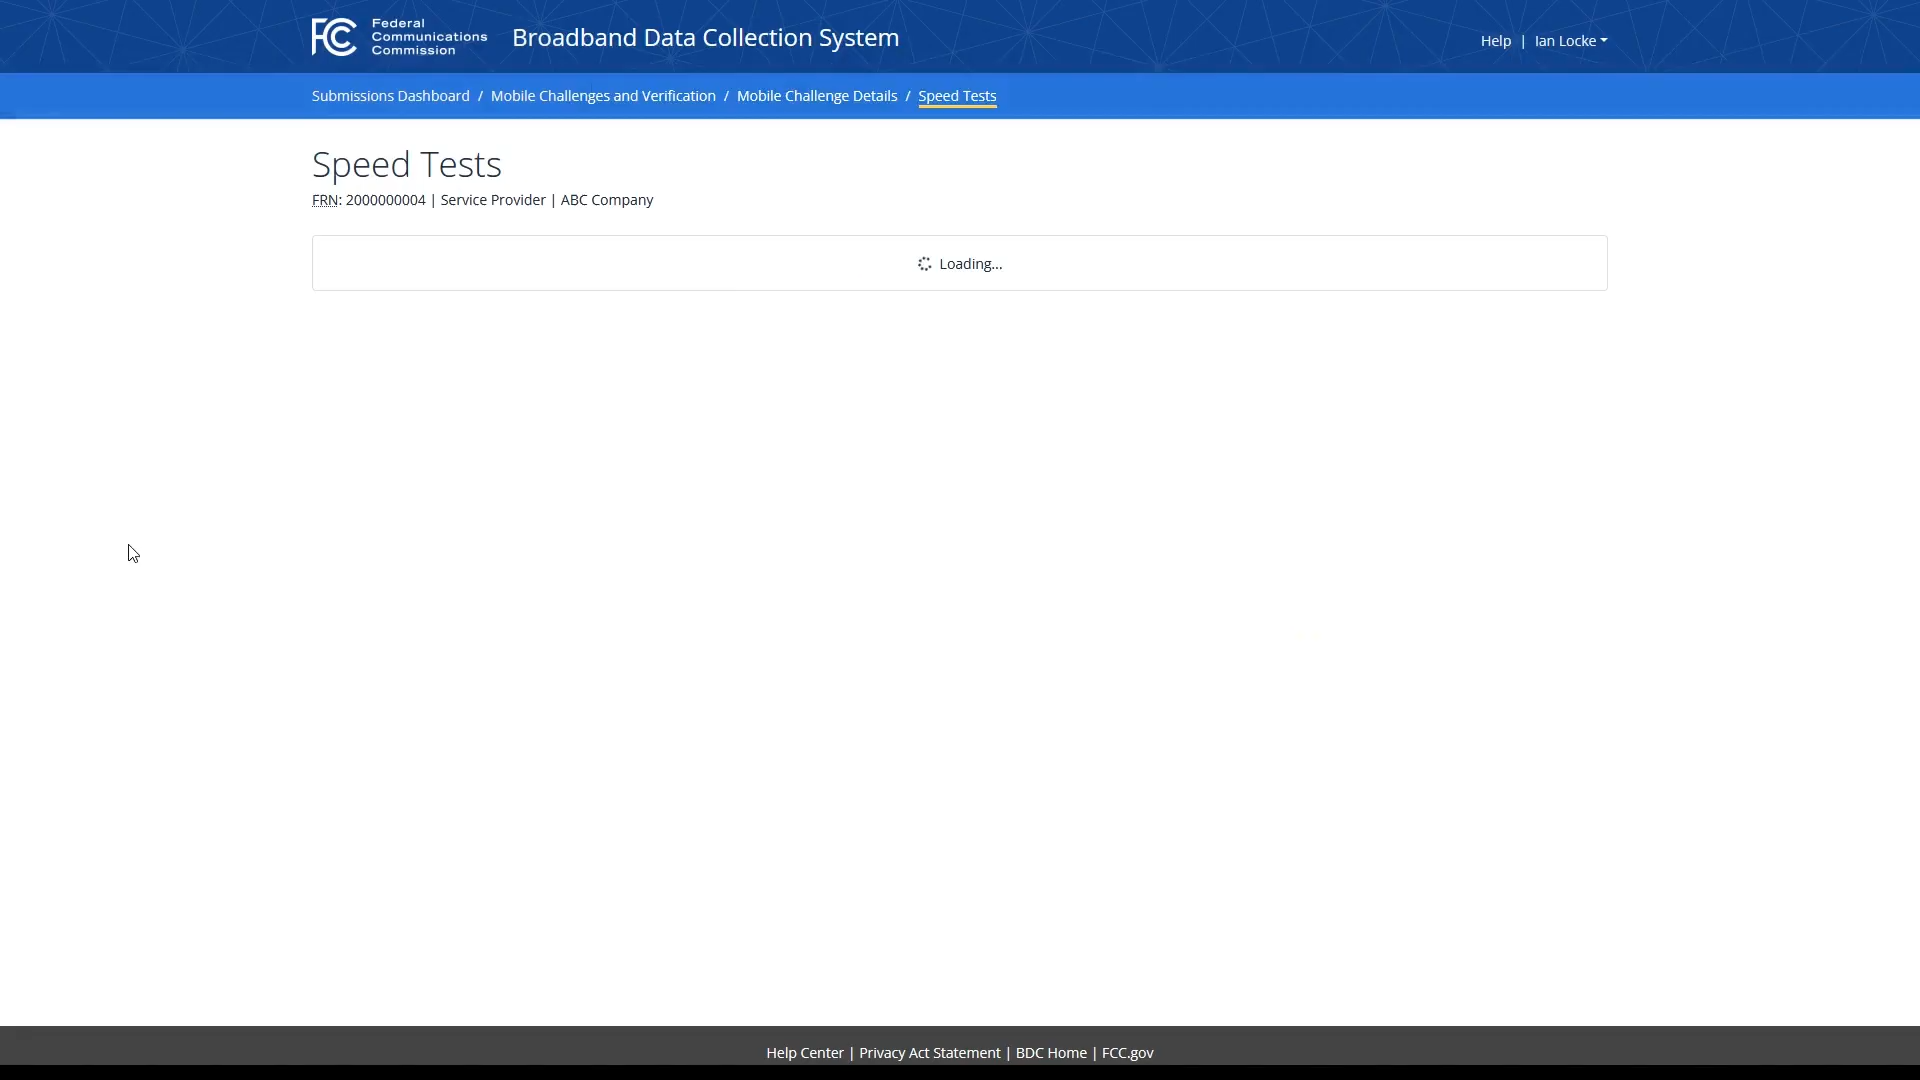 Federal
Communications
Commission
Broadband Data Collection System
Help | Ian Locke
Submissions Dashboard / Mobile Challenges and Verification / Mobile Challenge Details / Speed Tests
Speed Tests
FRN: 2000000004 | Service Provider | ABC Company
Loading...
Help Center | Privacy Act Statement | BDC Home | FCC.gov